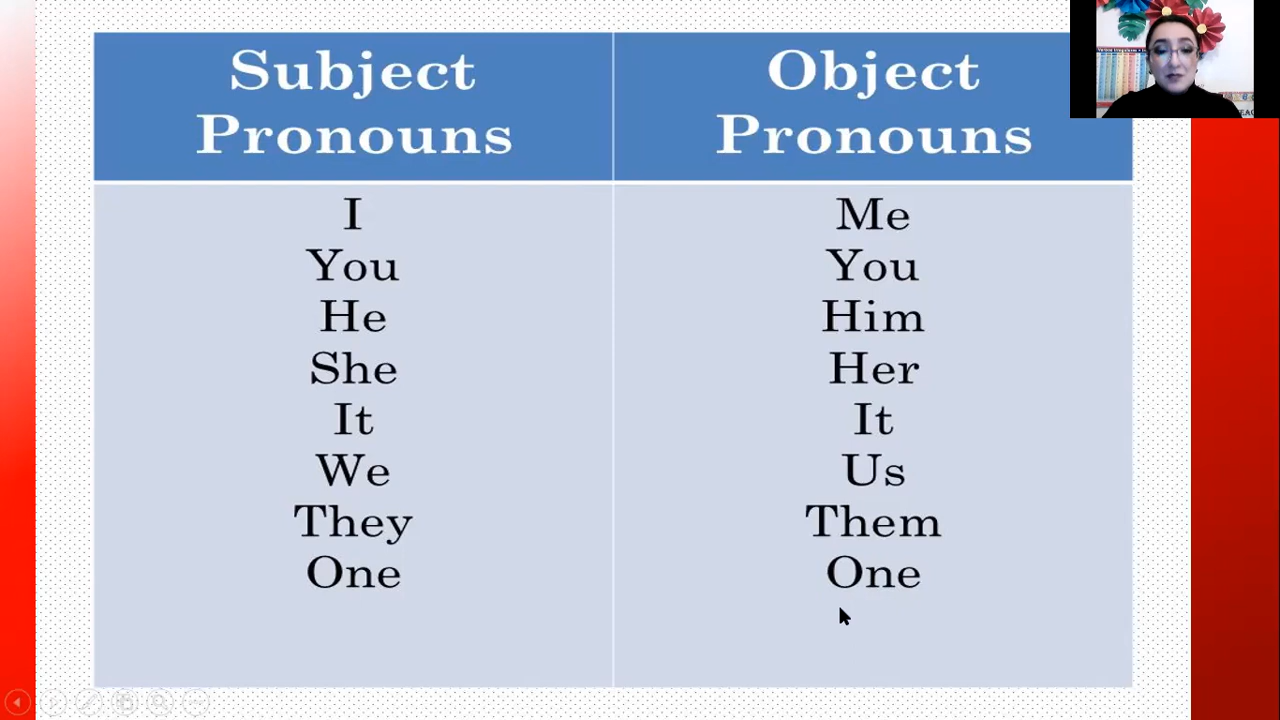 Subject
Pronouns
Object
Pronouns
I
You
He
She
It
We
They
One
Me
You
Him
Her
It
Us
Them
One